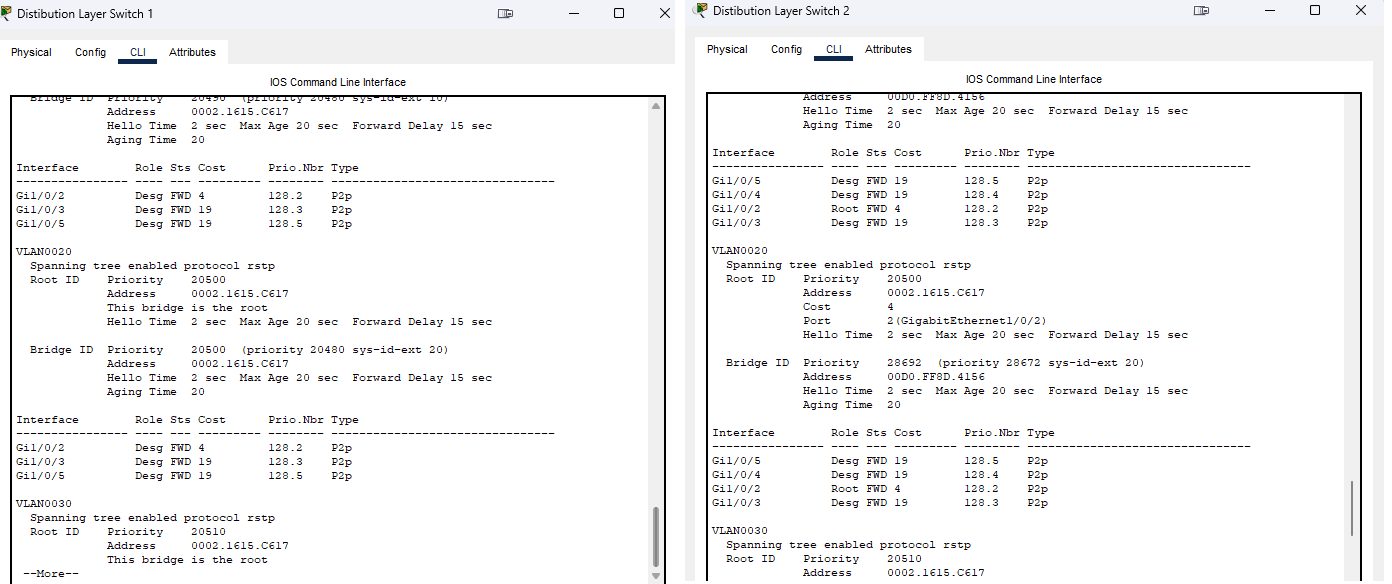 Distibution Layer Switch 1
Physical Config CLI Attributes
IOS Command Line Interface
Bridge ID Priority 20490 (priority 20480 sys-id-ext 10)
Address 0002.1615.C617
Hello Time 2 sec Max Age 20 sec Forward Delay 15 sec
Aging Time 20
Interface Role Sts Cost Prio.Nbr Type
---------------- ---- --- --------- -------- --------------------------------
Gi1/0/2 Desg FWD 4 128.2 P2p
Gi1/0/3 Desg FWD 19 128.3 P2p
Gi1/0/5 Desg FWD 19 128.5 P2p
VLAN0020
Spanning tree enabled protocol rstp
Root ID Priority 20500
Address 0002.1615.C617
This bridge is the root
Hello Time 2 sec Max Age 20 sec Forward Delay 15 sec
Bridge ID Priority 20500 (priority 20480 sys-id-ext 20)
Address 0002.1615.C617
Hello Time 2 sec Max Age 20 sec Forward Delay 15 sec
Aging Time 20
Interface Role Sts Cost Prio.Nbr Type
---------------- ---- --- --------- -------- --------------------------------
Gi1/0/2 Desg FWD 4 128.2 P2p
Gi1/0/3 Desg FWD 19 128.3 P2p
Gi1/0/5 Desg FWD 19 128.5 P2p
VLAN0030
Spanning tree enabled protocol rstp
Root ID Priority 20510
Address 0002.1615.C617
This bridge is the root
--More--
Distibution Layer Switch 2
Physical Config CLI Attributes
IOS Command Line Interface
Address 00D0.FF8D.4156
Hello Time 2 sec Max Age 20 sec Forward Delay 15 sec
Aging Time 20
Interface Role Sts Cost Prio.Nbr Type
---------------- ---- --- --------- -------- --------------------------------
Gi1/0/5 Desg FWD 19 128.5 P2p
Gi1/0/4 Desg FWD 19 128.4 P2p
Gi1/0/2 Root FWD 4 128.2 P2p
Gi1/0/3 Desg FWD 19 128.3 P2p
VLAN0020
Spanning tree enabled protocol rstp
Root ID Priority 20500
Address 0002.1615.C617
Cost 4
Port 2(GigabitEthernet1/0/2)
Hello Time 2 sec Max Age 20 sec Forward Delay 15 sec
Bridge ID Priority 28692 (priority 28672 sys-id-ext 20)
Address 00D0.FF8D.4156
Hello Time 2 sec Max Age 20 sec Forward Delay 15 sec
Aging Time 20
Interface Role Sts Cost Prio.Nbr Type
---------------- ---- --- --------- -------- --------------------------------
Gi1/0/5 Desg FWD 19 128.5 P2p
Gi1/0/4 Desg FWD 19 128.4 P2p
Gi1/0/2 Root FWD 4 128.2 P2p
Gi1/0/3 Desg FWD 19 128.3 P2p
VLAN0030
Spanning tree enabled protocol rstp
Root ID Priority 20510
Address 0002.1615.C617